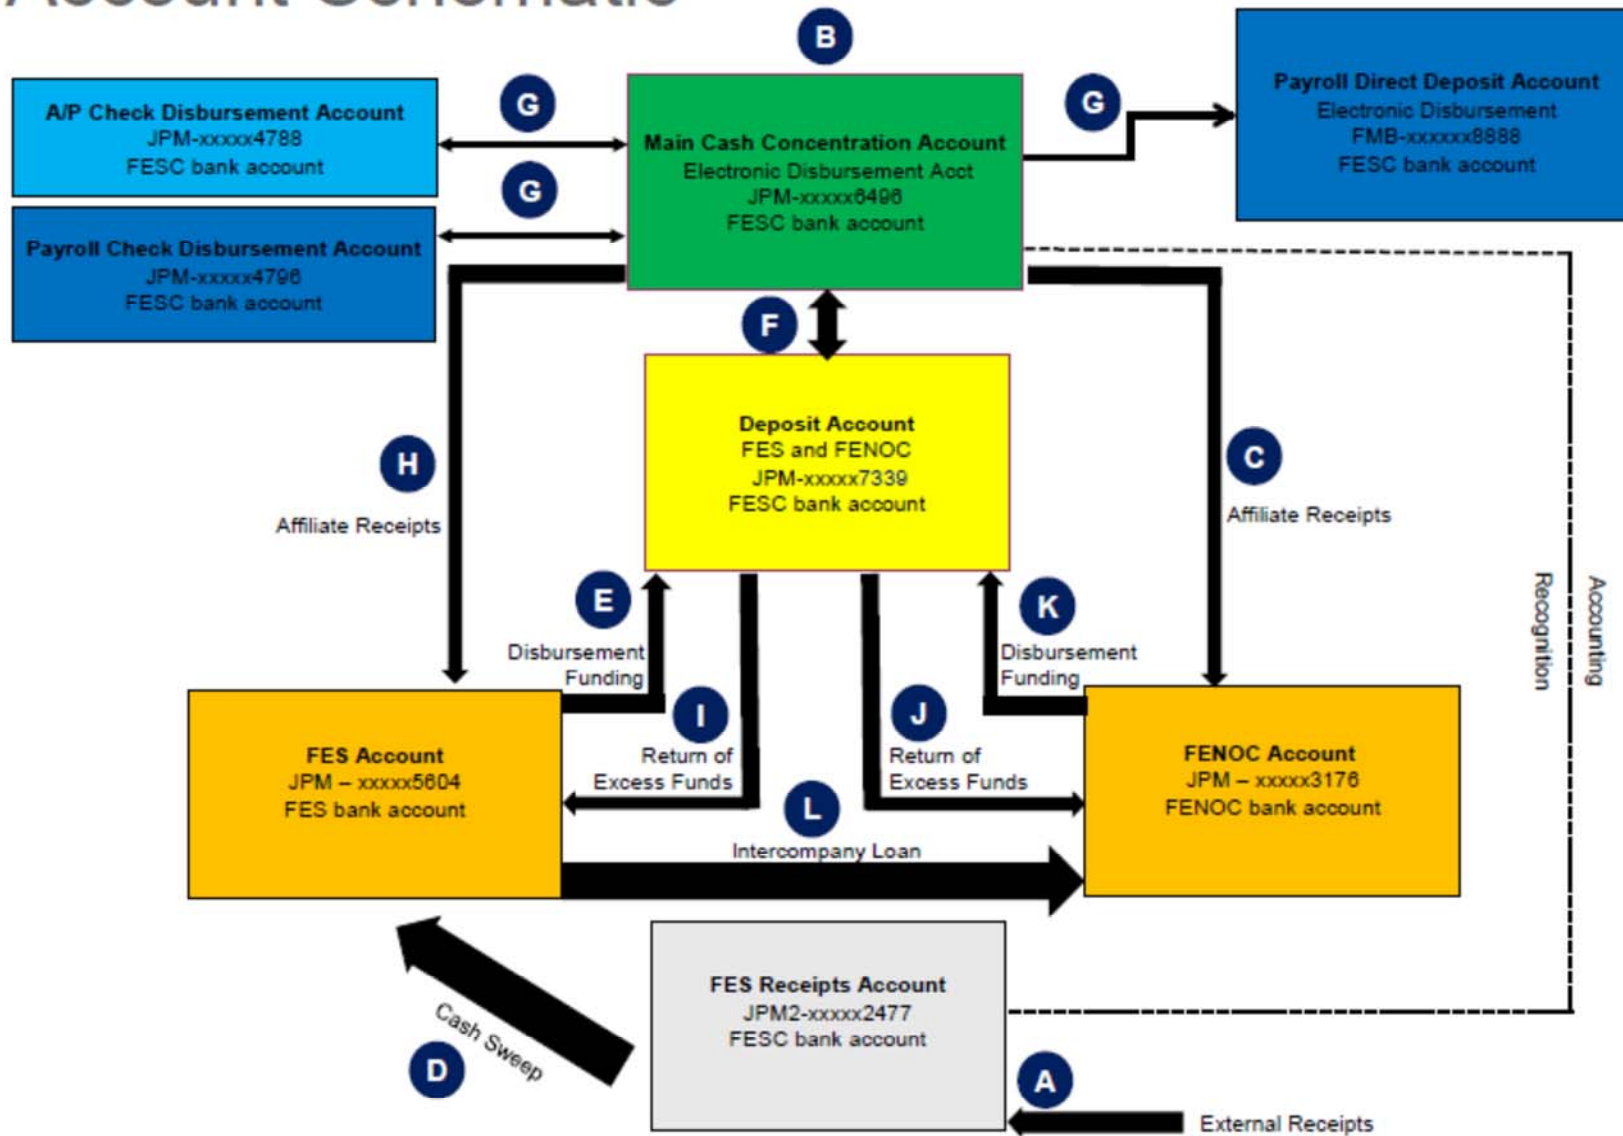 Account Schematic
B
A/P Check Disbursement Account
JPM-xxxxx4788
FESC bank account
G
Main Cash Concentration Account
Electronic Disbursement Acct
JPM-xxxxx6496
FESC bank account
G
Payroll Direct Deposit Account
Electronic Disbursement
FMB-xxxxxx8888
FESC bank account
G
Payroll Check Disbursement Account
JPM-xxxxx4796
FESC bank account
F
Deposit Account
FES and FENOC
JPM-xxxxx7339
FESC bank account
H
Affiliate Receipts
C
Affiliate Receipts
E
Disbursement
Funding
K
Disbursement
Funding
Accounting
Recognition
I
Return of
Excess Funds
J
Return of
Excess Funds
FES Account
JPM – xxxxx5604
FES bank account
FENOC Account
JPM – xxxxx3176
FENOC bank account
L
Intercompany Loan
FES Receipts Account
JPM2-xxxxx2477
FESC bank account
Cash Sweep
D
A
External Receipts